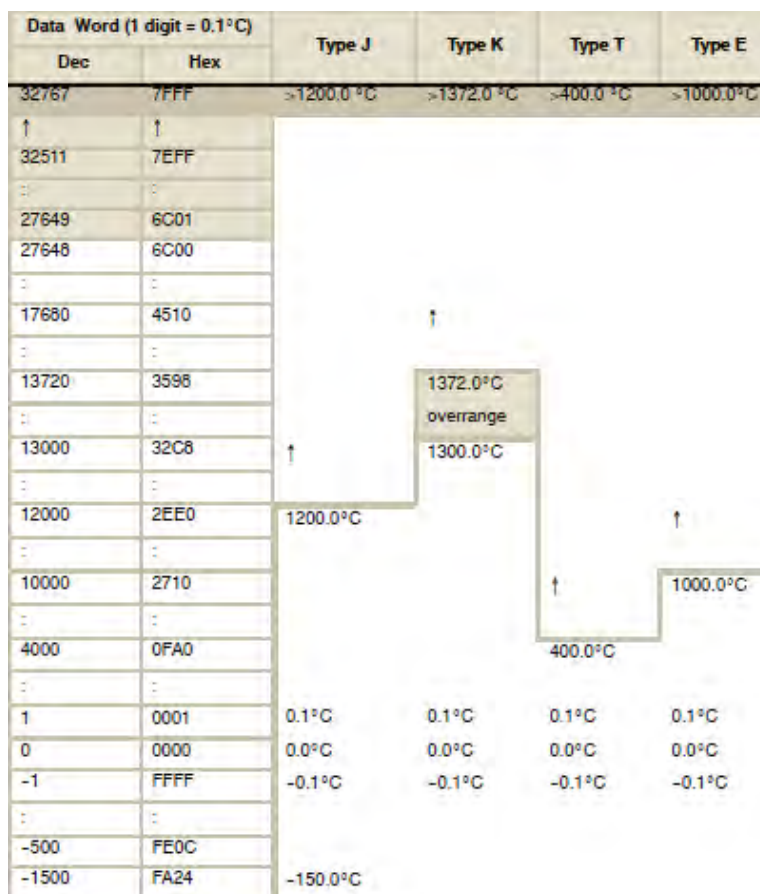 Data Word (1 digit = 0.1°C) Type J Type K Type T Type E
Dec Hex
32767 7FFF >1200.0 °C >1372.0 °C >400.0 °C >1000.0°C
↑ ↑
32511 7EFF
: :
27649 6C01
27648 6C00
: :
17680 4510 ↑
: :
13720 3598 1372.0°C
: : overrange
13000 32C8 ↑ 1300.0°C
: :
12000 2EE0 1200.0°C ↑
: :
10000 2710 ↑ 1000.0°C
: :
4000 0FA0 400.0°C
: :
1 0001 0.1°C 0.1°C 0.1°C 0.1°C
0 0000 0.0°C 0.0°C 0.0°C 0.0°C
-1 FFFF -0.1°C -0.1°C -0.1°C -0.1°C
: :
-500 FE0C
-1500 FA24 -150.0°C